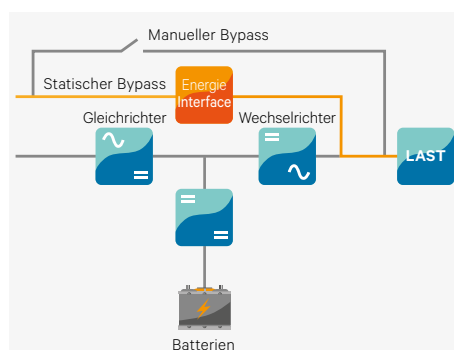 Manueller Bypass
Statischer Bypass
Energie
Interface
Gleichrichter
Wechselrichter
LAST
Batterien